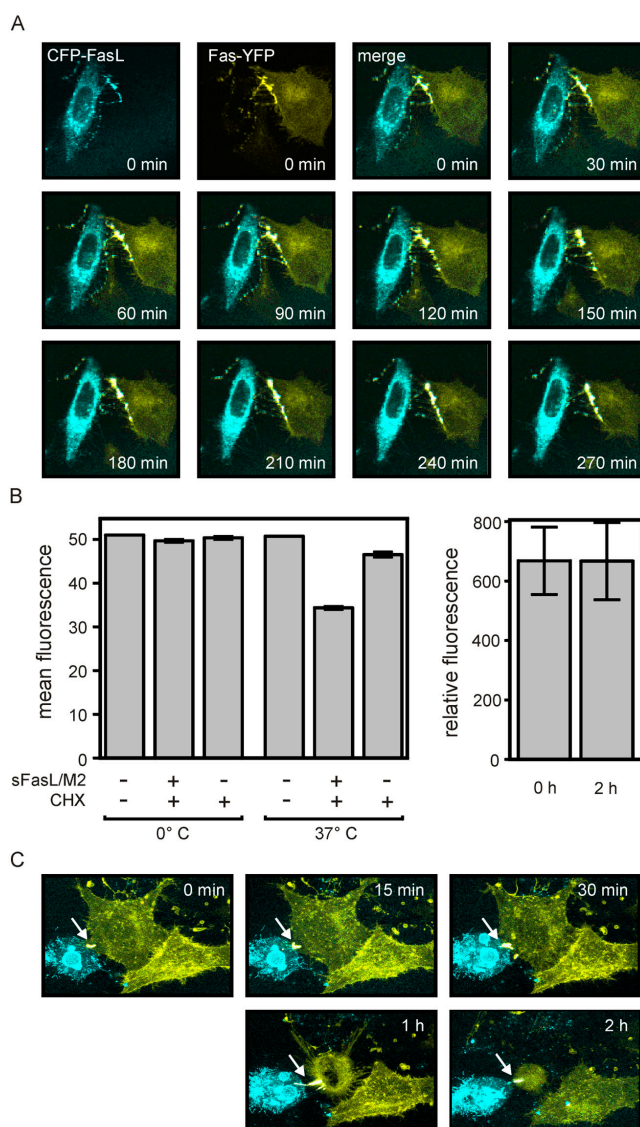 A
CFP-FasL
0 min
Fas-YFP
0 min
merge
0 min
30 min
60 min
90 min
120 min
150 min
180 min
210 min
240 min
270 min
B
mean fluorescence
50
40
30
20
10
0
sFasL/M2 - + - - + -
CHX - + + - + +
0° C
37° C
relative fluorescence
800
600
400
200
0
0 h
2 h
C
0 min
15 min
30 min
1 h
2 h